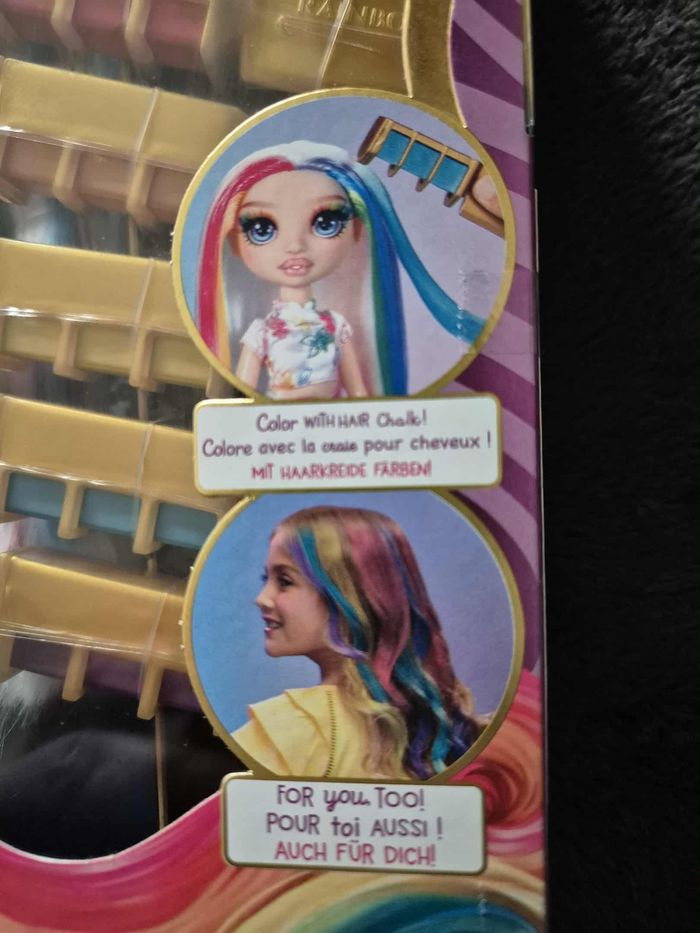 RAINBO
Color WITH HAIR Chalk!
Colore avec la craie pour cheveux !
MIT HAARKREIDE FÄRBEN!
FOR you, TOO!
POUR toi AUSSI !
AUCH FÜR DICH!